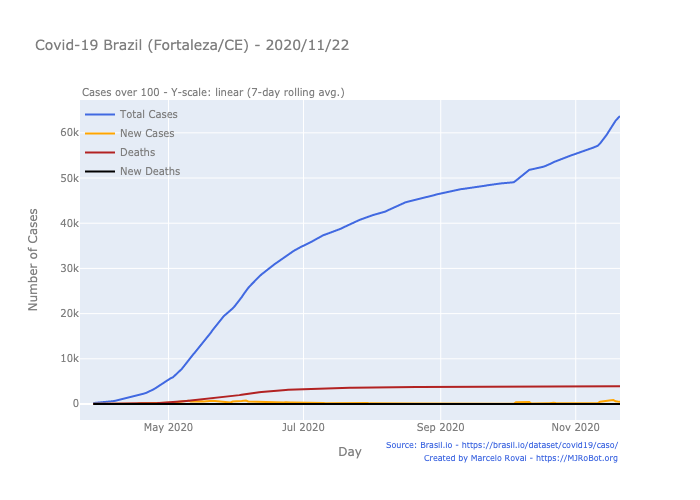 Covid-19 Brazil (Fortaleza/CE) - 2020/11/22
Cases over 100 - Y-scale: linear (7-day rolling avg.)
Total Cases
New Cases
Deaths
New Deaths
60k
50k
40k
30k
20k
10k
0
Number of Cases
May 2020
Jul 2020
Sep 2020
Nov 2020
Day
Source: Brasil.io - https://brasil.io/dataset/covid19/caso/
Created by Marcelo Rovai - https://MJRoBot.org